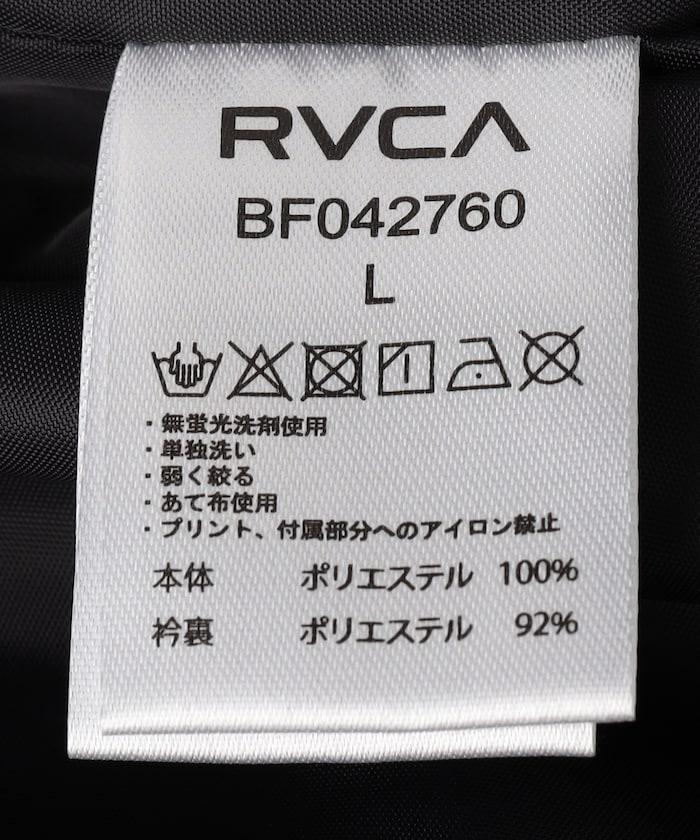 RVCA
BF042760
L
・無蛍光洗剤使用
・単独洗い
・弱く絞る
・あて布使用
・プリント、付属部分へのアイロン禁止
本体 ポリエステル 100%
衿裏 ポリエステル 92%